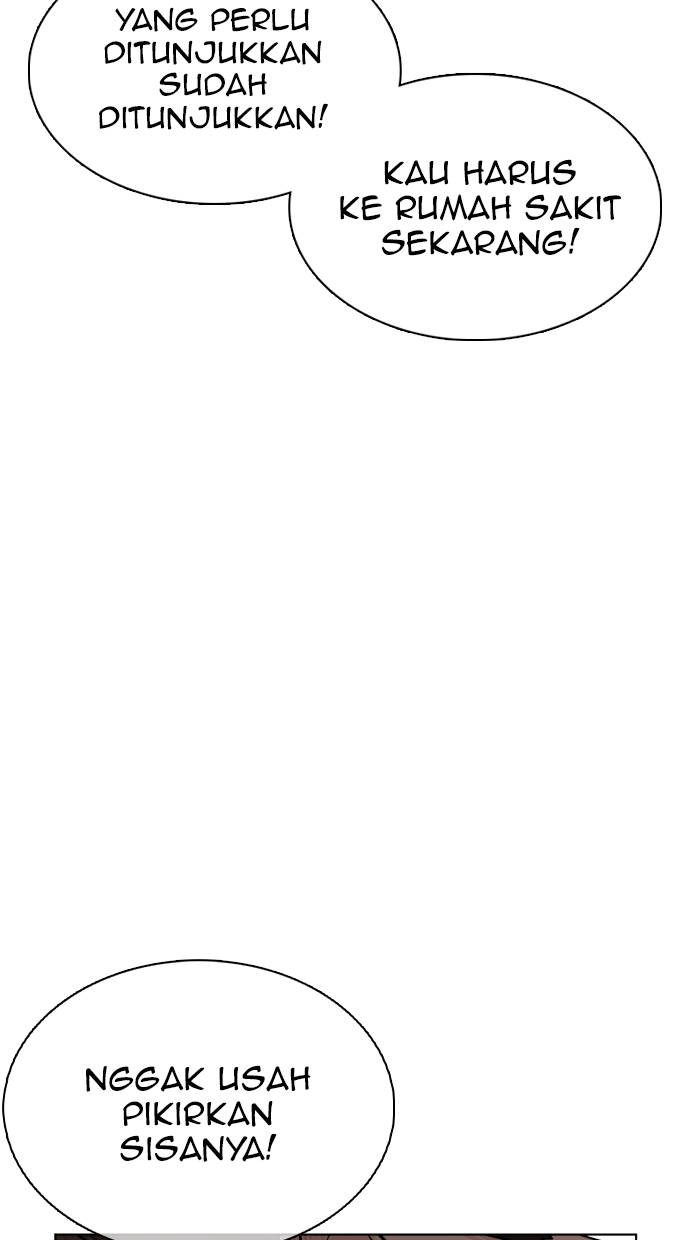 YANG PERLU
DITUNJUKKAN
SUDAH
DITUNJUKKAN!
KAU HARUS
KE RUMAH SAKIT
SEKARANG!
NGGAK USAH
PIKIRKAN
SISANYA!